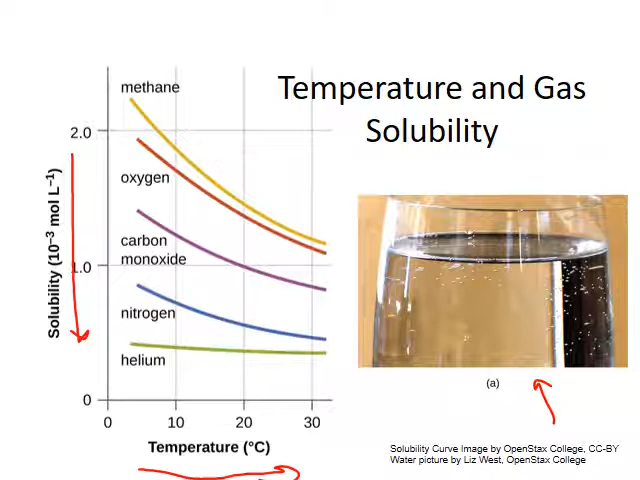 Temperature and Gas
Solubility
methane
2.0
oxygen
carbon
monoxide
1.0
nitrogen
helium
0
0 10 20 30
Solubility (10⁻³ mol L⁻¹)
Temperature (°C)
(a)
Solubility Curve Image by OpenStax College, CC-BY
Water picture by Liz West, OpenStax College